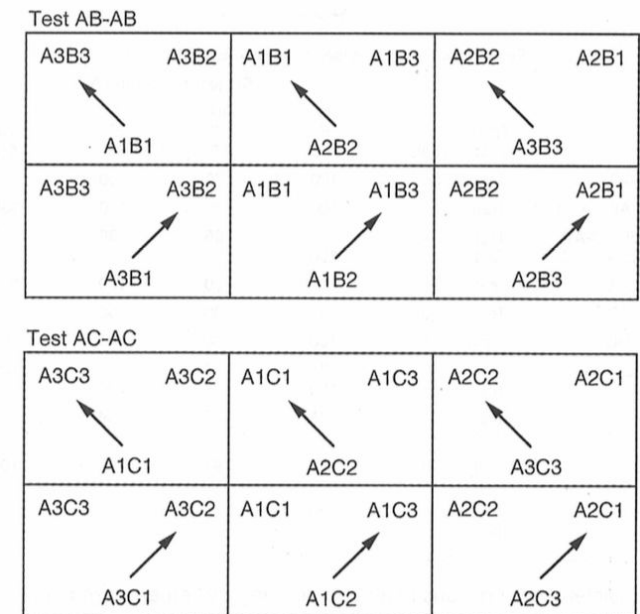 Test AB-AB
A3B3 A3B2 A1B1 A1B3 A2B2 A2B1
A1B1 A2B2 A3B3
A3B3 A3B2 A1B1 A1B3 A2B2 A2B1
A3B1 A1B2 A2B3
Test AC-AC
A3C3 A3C2 A1C1 A1C3 A2C2 A2C1
A1C1 A2C2 A3C3
A3C3 A3C2 A1C1 A1C3 A2C2 A2C1
A3C1 A1C2 A2C3